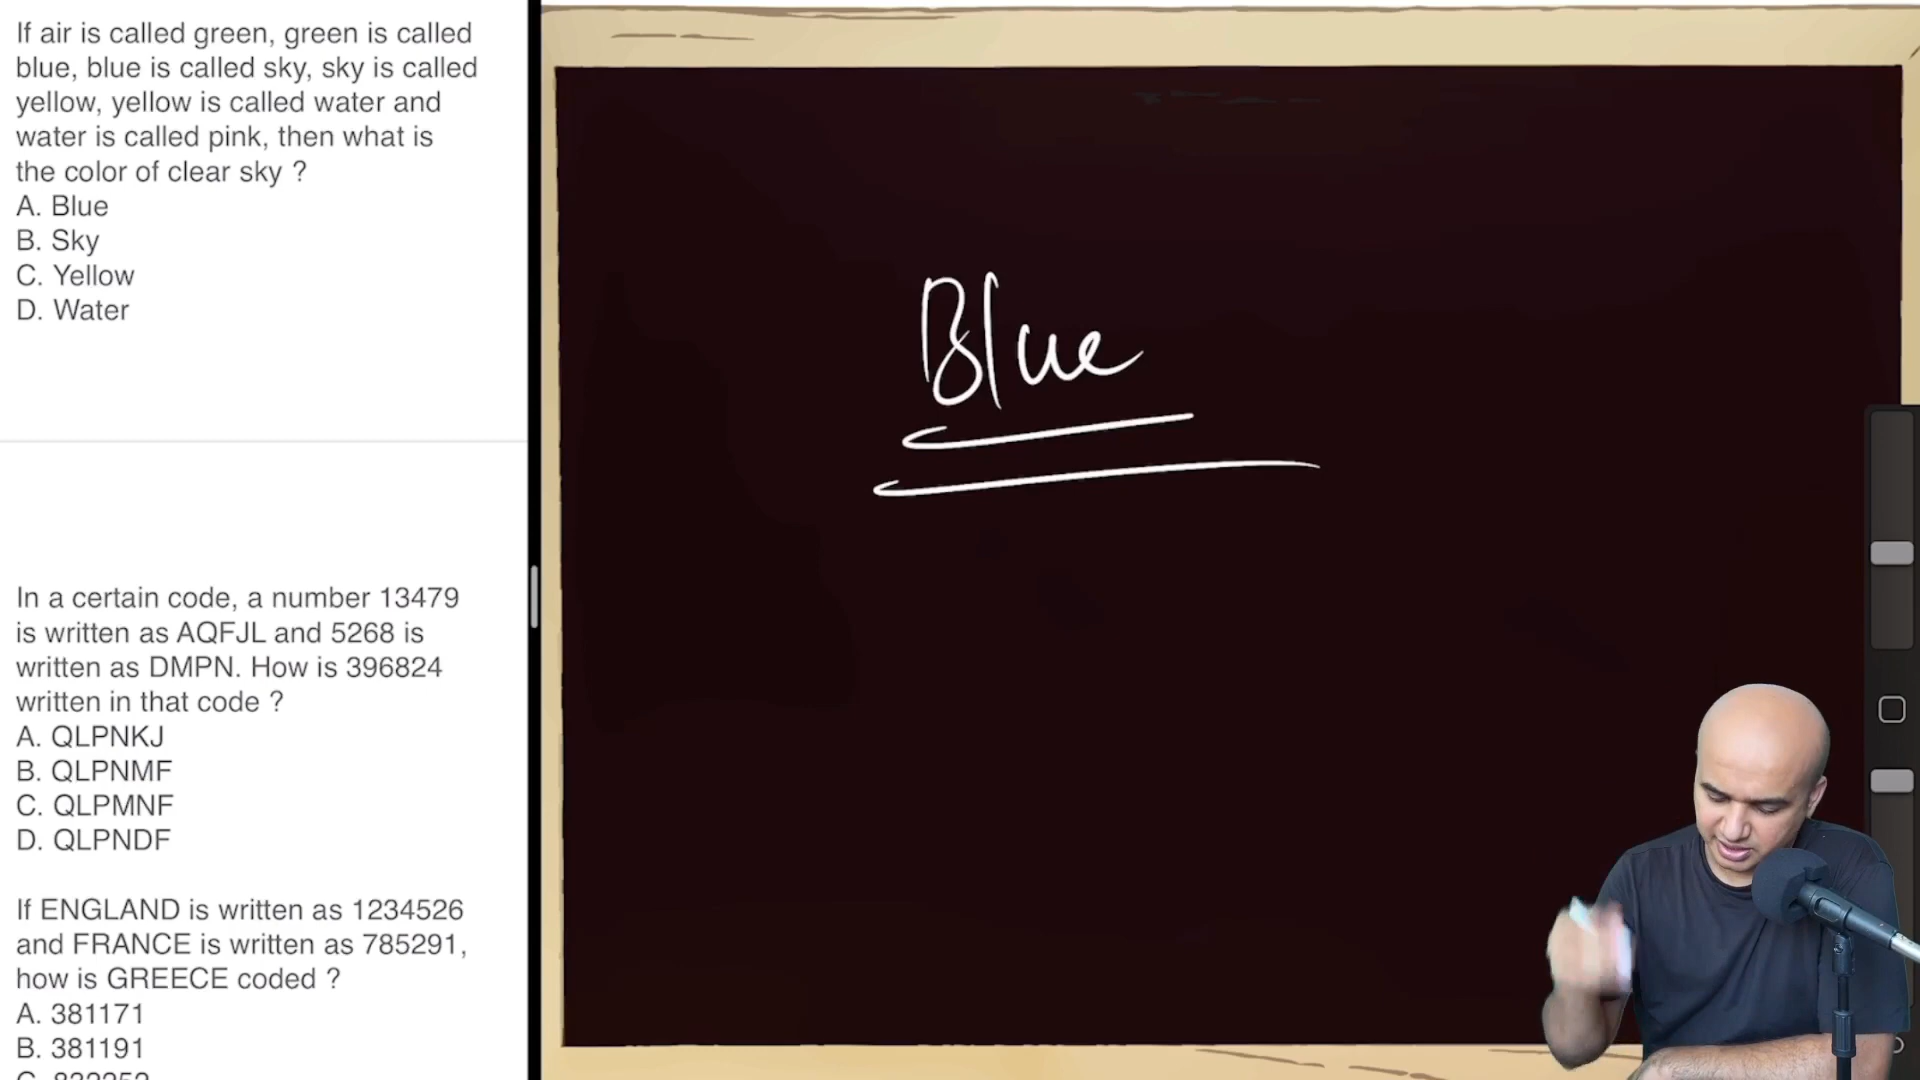 If air is called green, green is called
blue, blue is called sky, sky is called
yellow, yellow is called water and
water is called pink, then what is
the color of clear sky ?
A. Blue
B. Sky
C. Yellow
D. Water
In a certain code, a number 13479
is written as AQFJL and 5268 is
written as DMPN. How is 396824
written in that code ?
A. QLPNKJ
B. QLPNMF
C. QLPMNF
D. QLPNDF
If ENGLAND is written as 1234526
and FRANCE is written as 785291,
how is GREECE coded ?
A. 381171
B. 381191
Blue